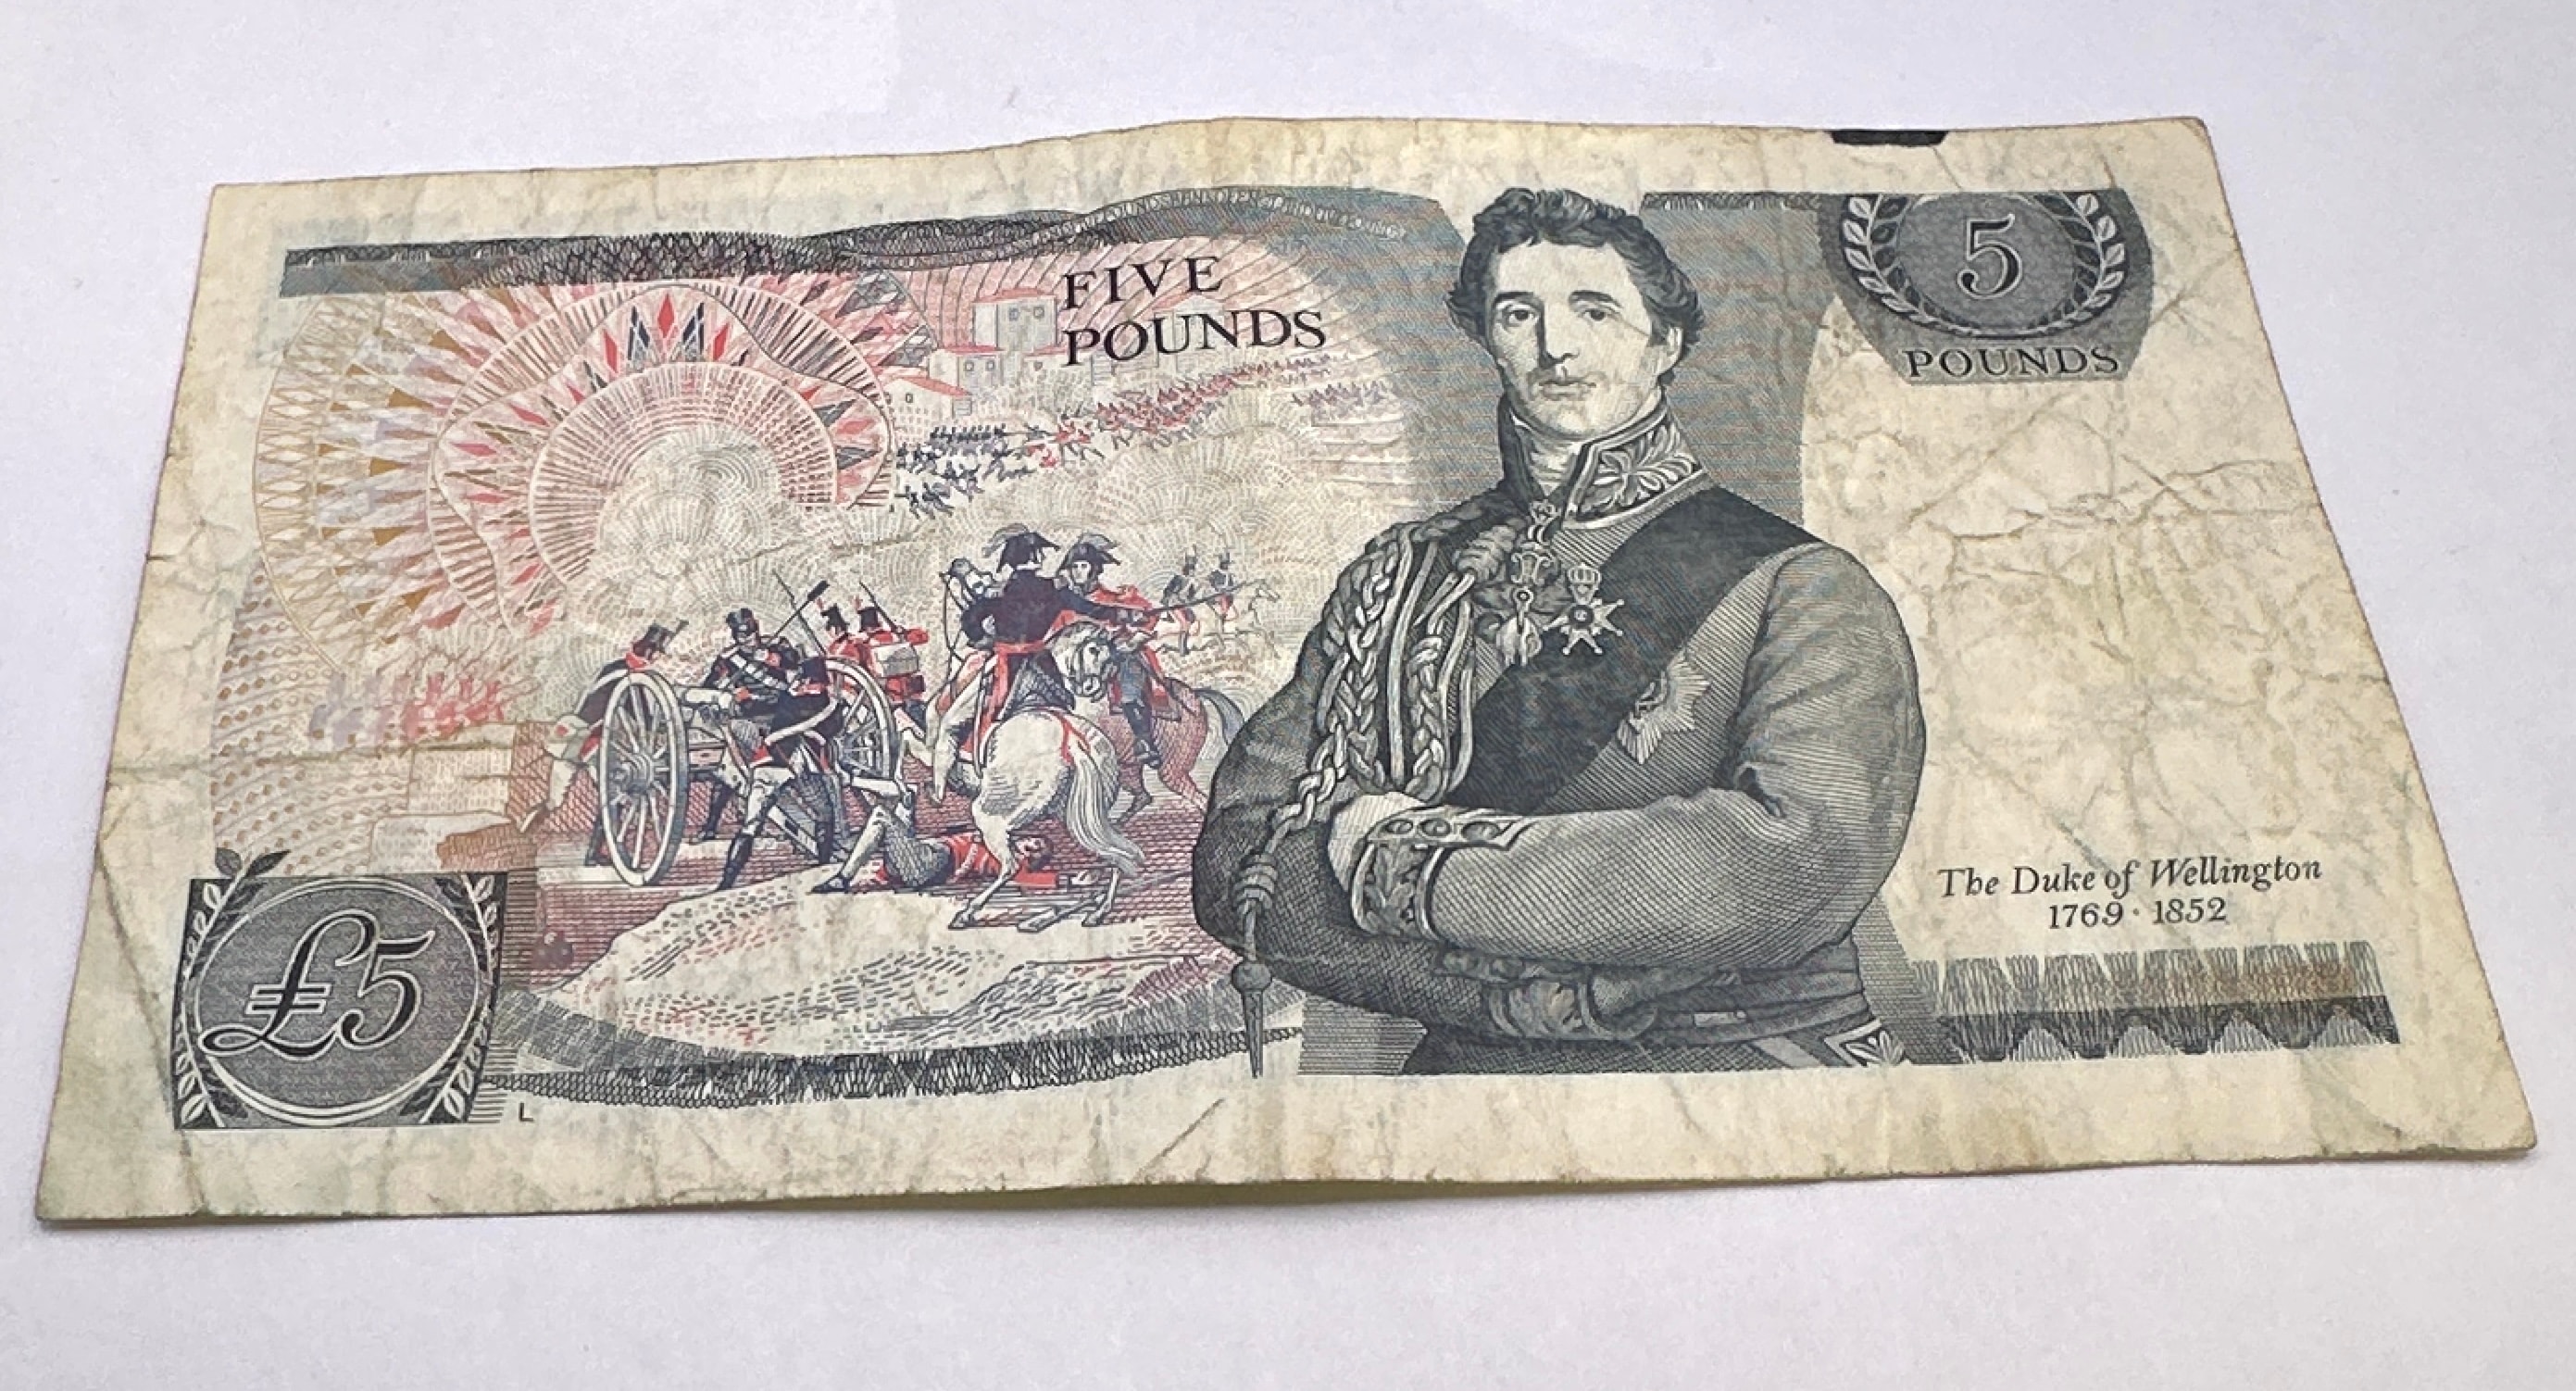 FIVE
POUNDS
5
POUNDS
The Duke of Wellington
1769 · 1852
£5
L